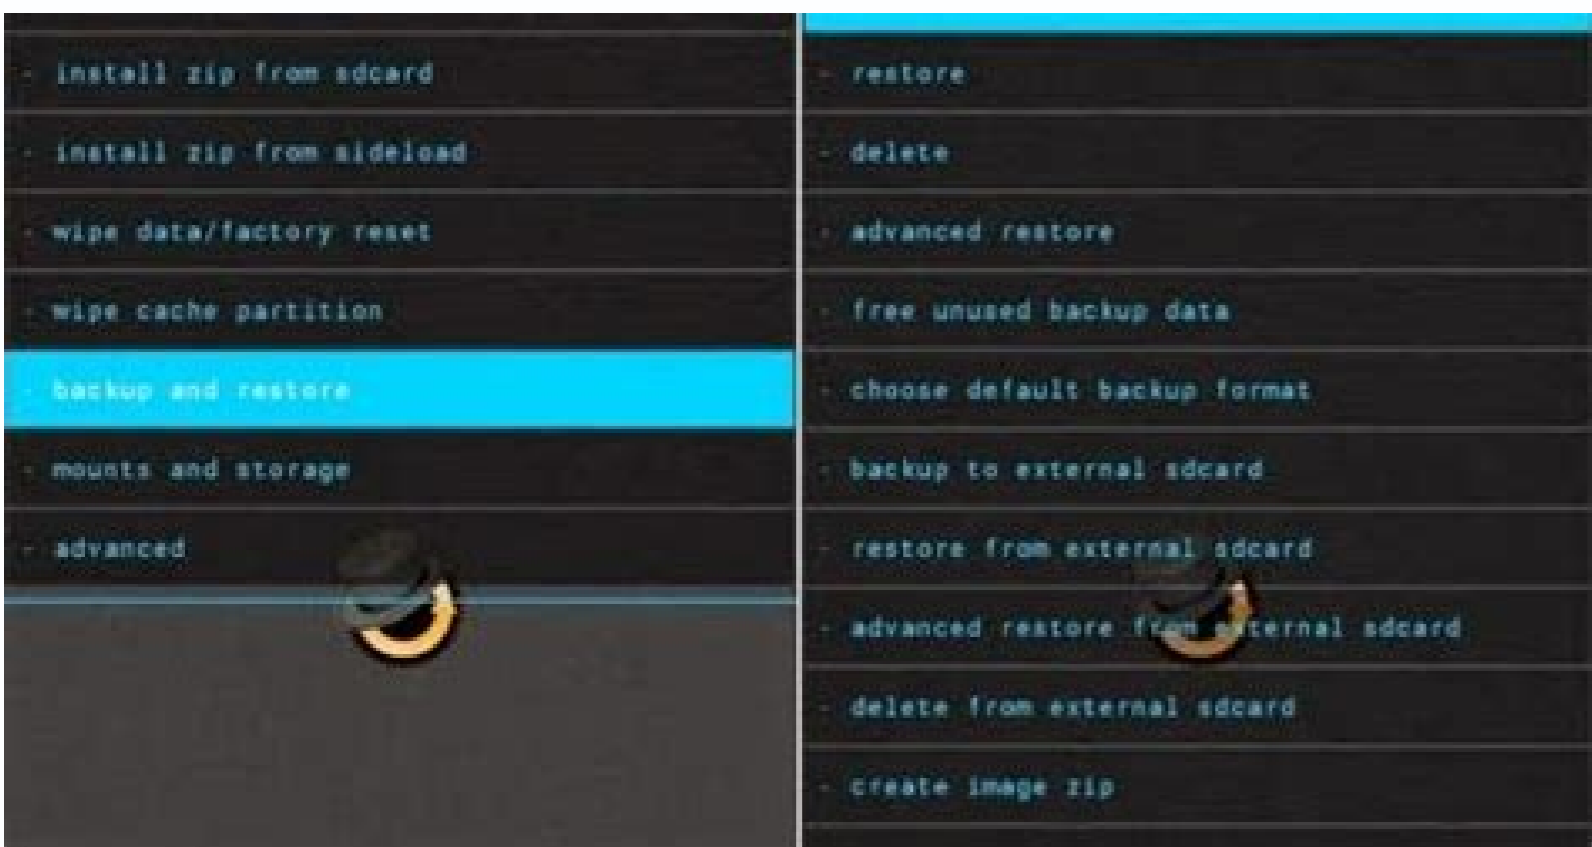 - install zip from sdcard
- install zip from sideload
- wipe data/factory reset
- wipe cache partition
- backup and restore
- mounts and storage
- advanced
- restore
- delete
- advanced restore
- free unused backup data
- choose default backup format
- backup to external sdcard
- restore from external sdcard
- advanced restore from external sdcard
- delete from external sdcard
- create image zip